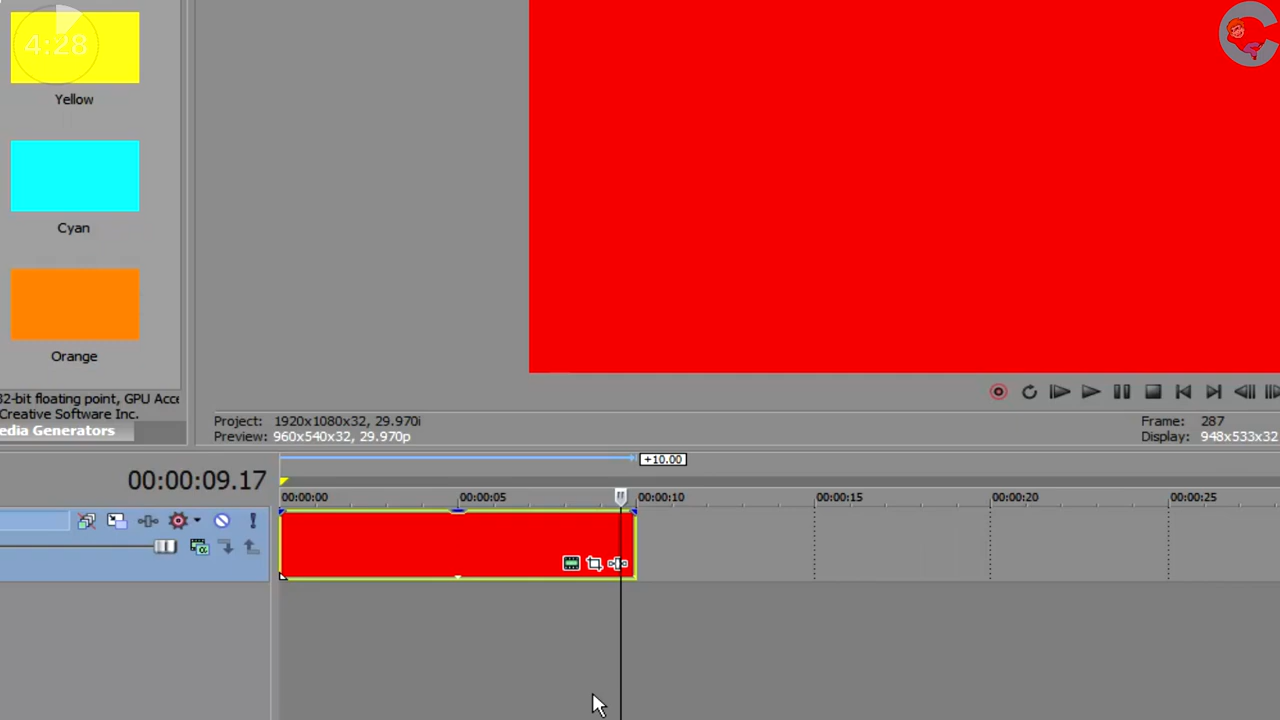 4:28
Yellow
Cyan
Orange
32-bit floating point, GPU Acce
Creative Software Inc.
edia Generators
Project: 1920x1080x32, 29.970i
Preview: 960x540x32, 29.970p
Frame: 287
Display: 948x533x32
+10.00
00:00:09.17
00:00:00 00:00:05 00:00:10 00:00:15 00:00:20 00:00:25